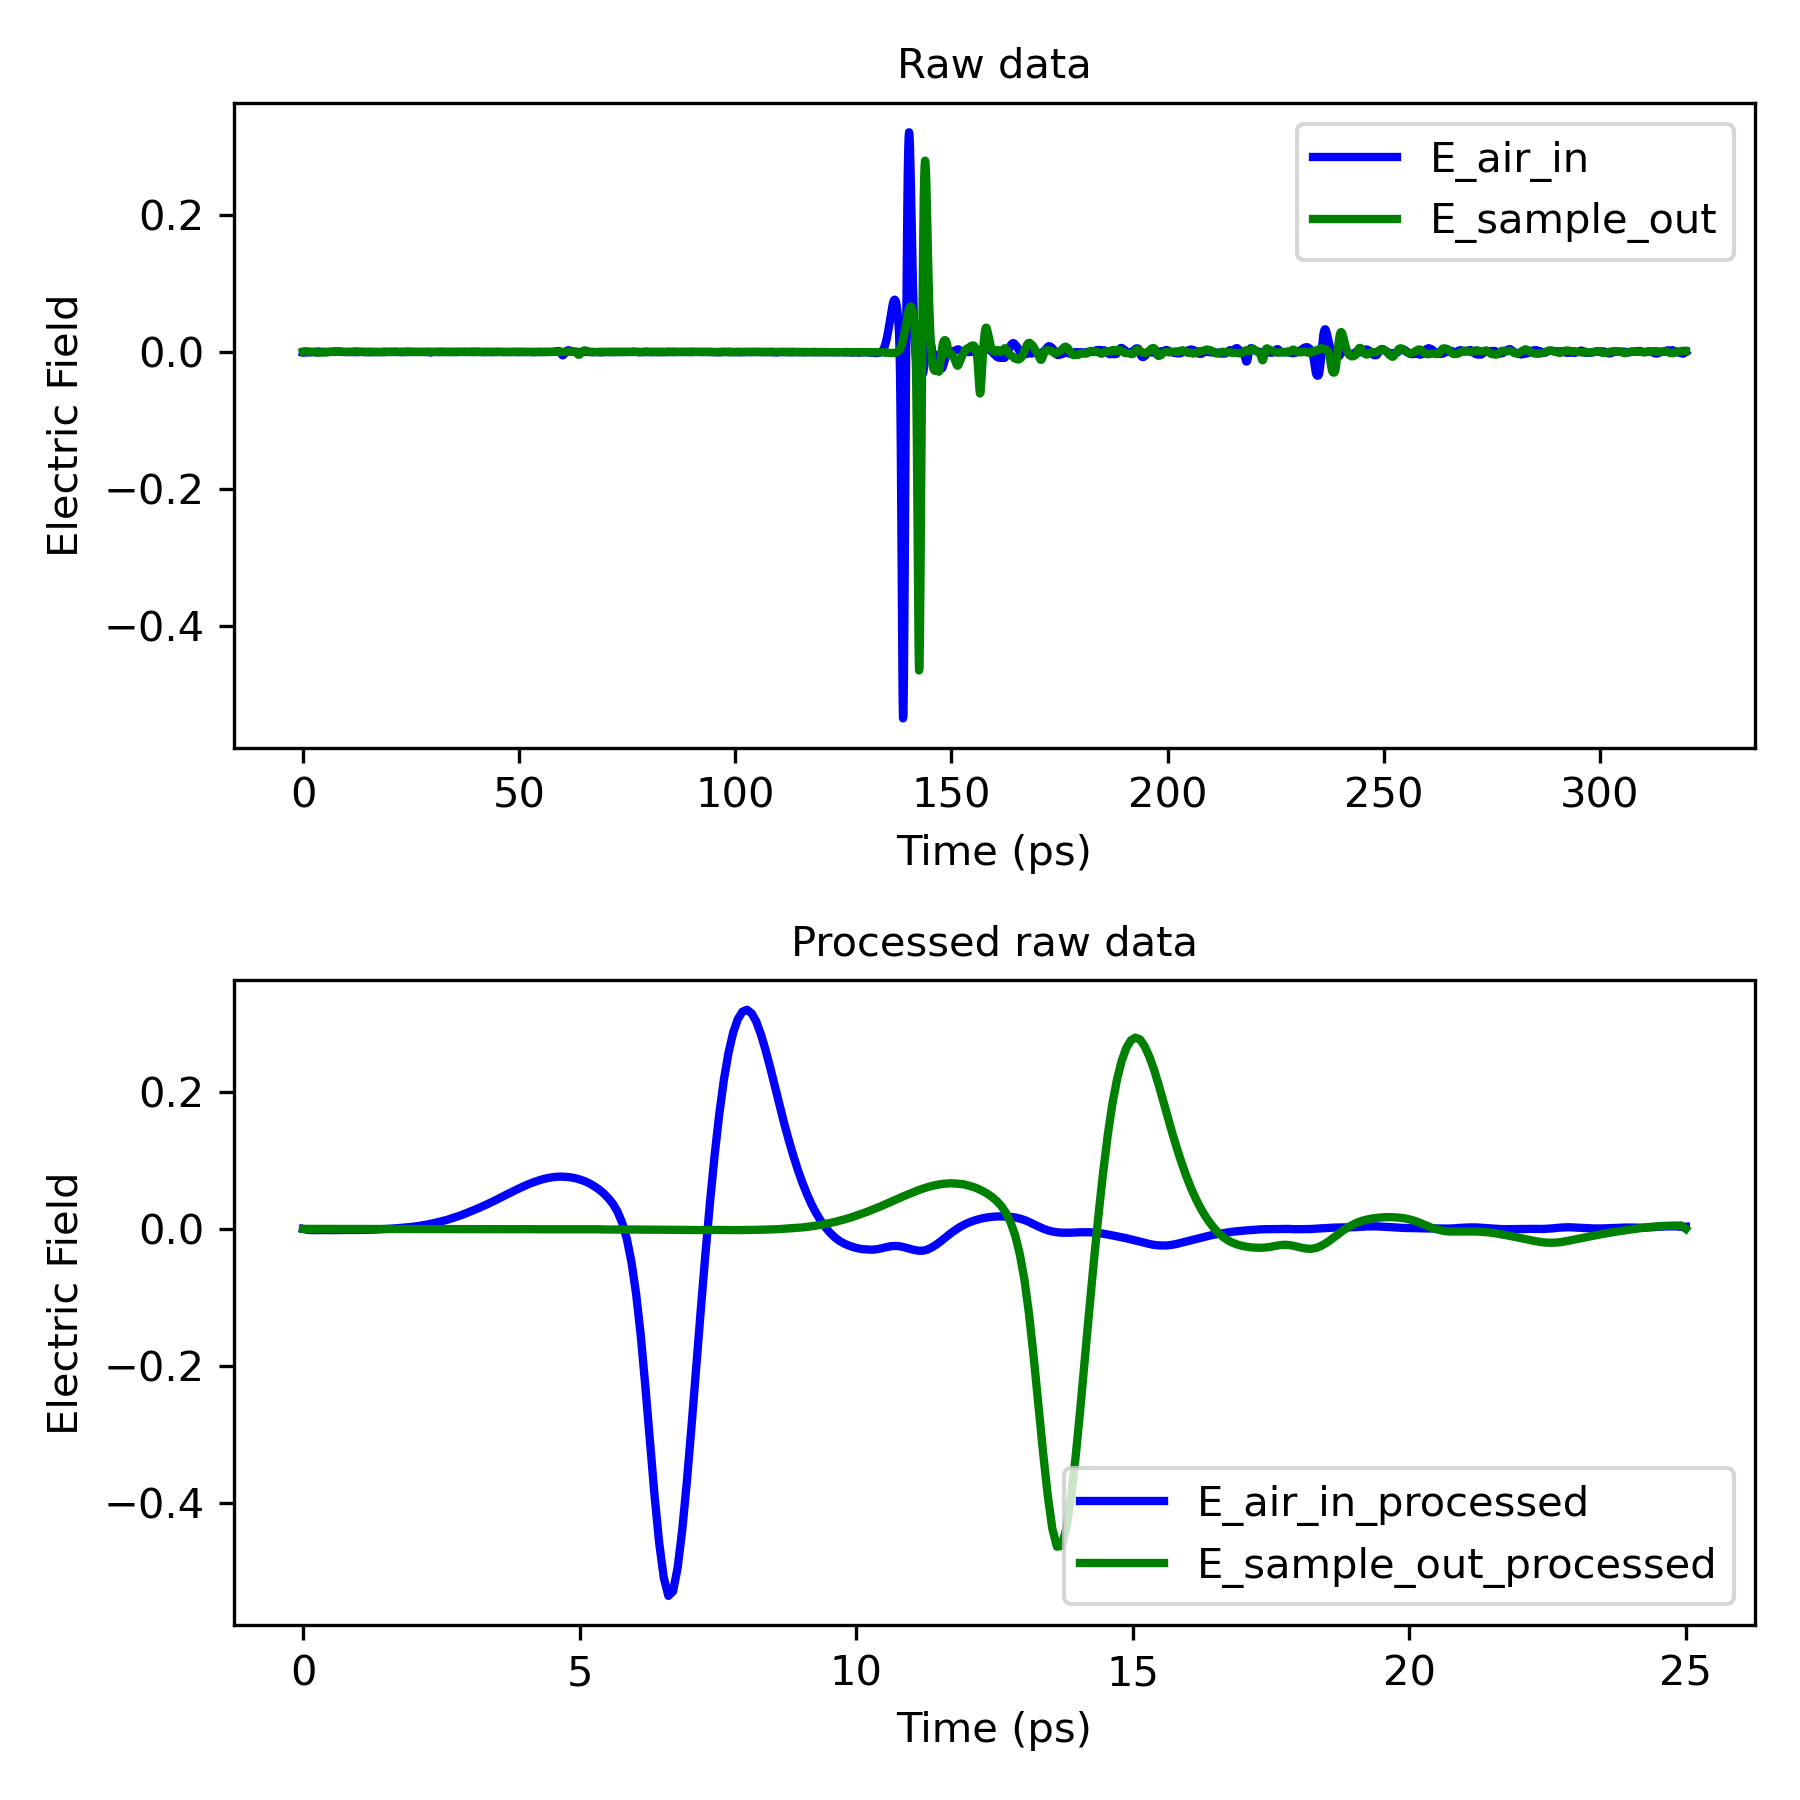 Raw data
E_air_in
E_sample_out
Electric Field
0.2
0.0
−0.2
−0.4
0 50 100 150 200 250 300
Time (ps)
Processed raw data
Electric Field
0.2
0.0
−0.2
−0.4
E_air_in_processed
E_sample_out_processed
0 5 10 15 20 25
Time (ps)